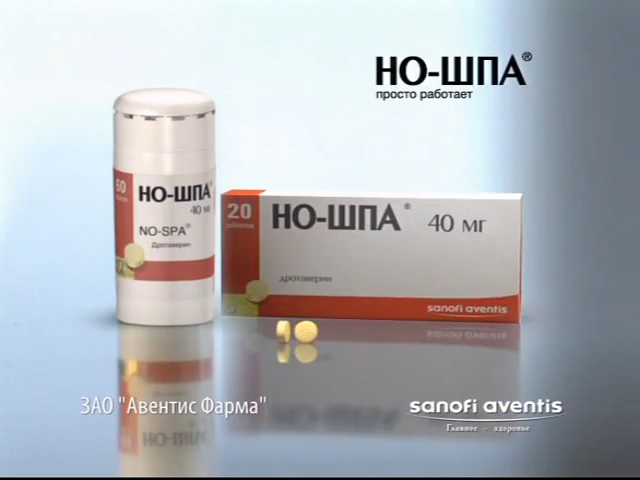 НО-ШПА®
просто работает
60
НО-ШПА®
40 мг
NO-SPA®
Дротаверин
20
таблеток
НО-ШПА® 40 мг
дротаверин
sanofi aventis
ЗАО "Авентис Фарма"
sanofi aventis
Главное - здоровье